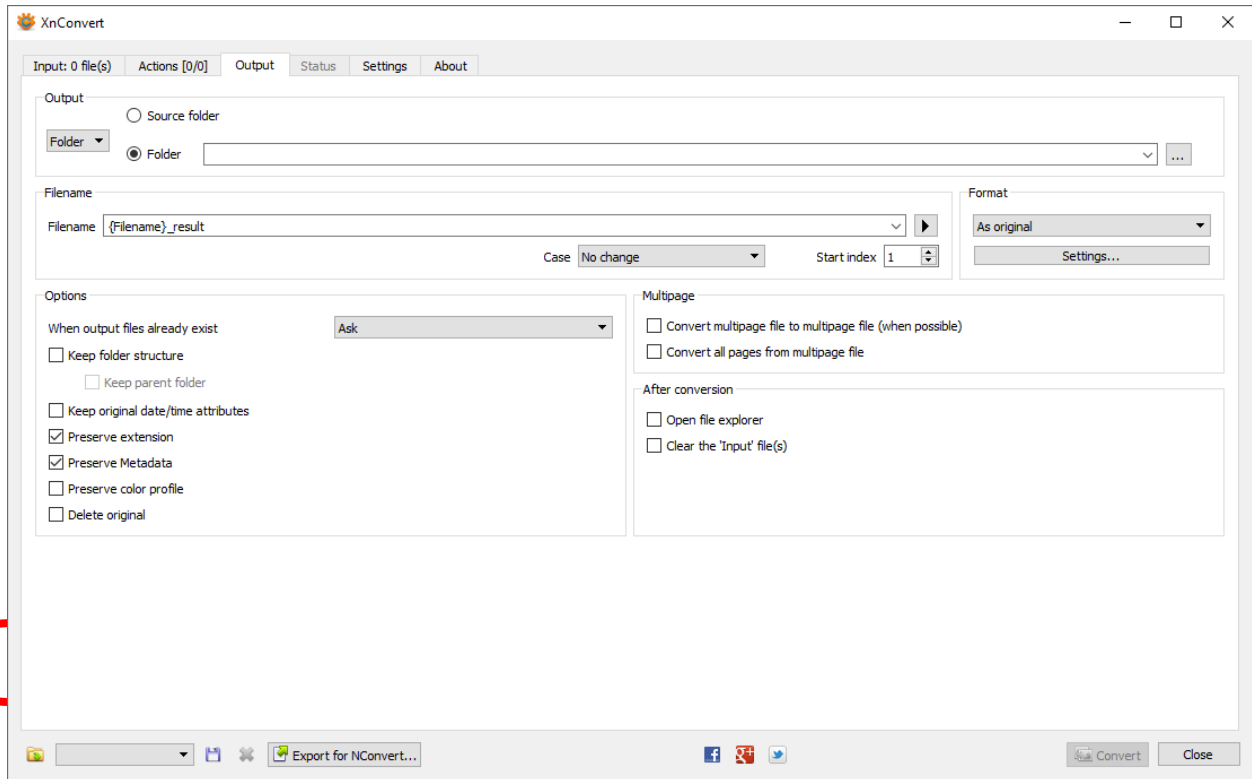 XnConvert
Input: 0 file(s) Actions [0/0] Output Status Settings About
Output
Source folder
Folder
Folder ...
Filename
Filename {Filename}_result
Case No change Start index 1
Format
As original
Settings...
Options
When output files already exist Ask
Keep folder structure
Keep parent folder
Keep original date/time attributes
Preserve extension
Preserve Metadata
Preserve color profile
Delete original
Multipage
Convert multipage file to multipage file (when possible)
Convert all pages from multipage file
After conversion
Open file explorer
Clear the 'Input' file(s)
Export for NConvert... Convert Close